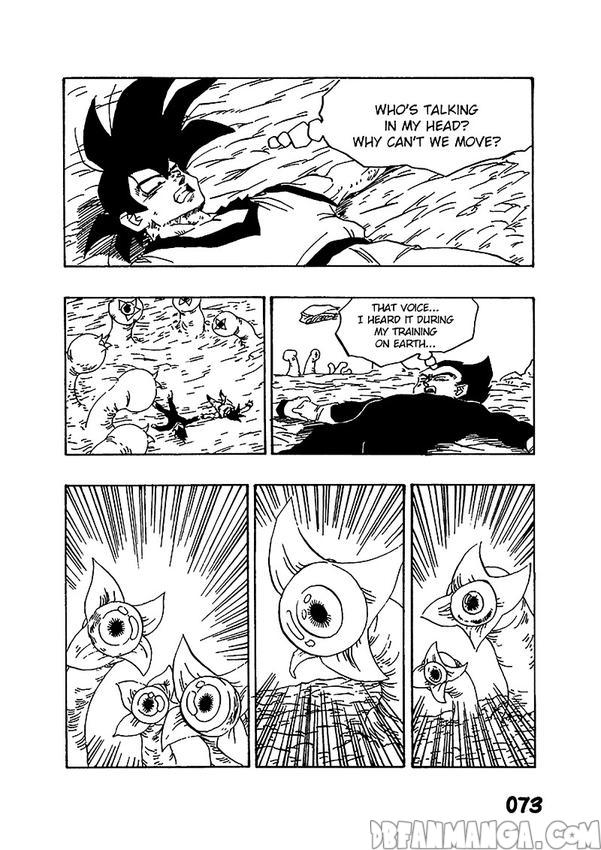 WHO'S TALKING
IN MY HEAD?
WHY CAN'T WE MOVE?
THAT VOICE...
...I HEARD IT DURING
MY TRAINING
ON EARTH...
073
DBFANMANGA.COM